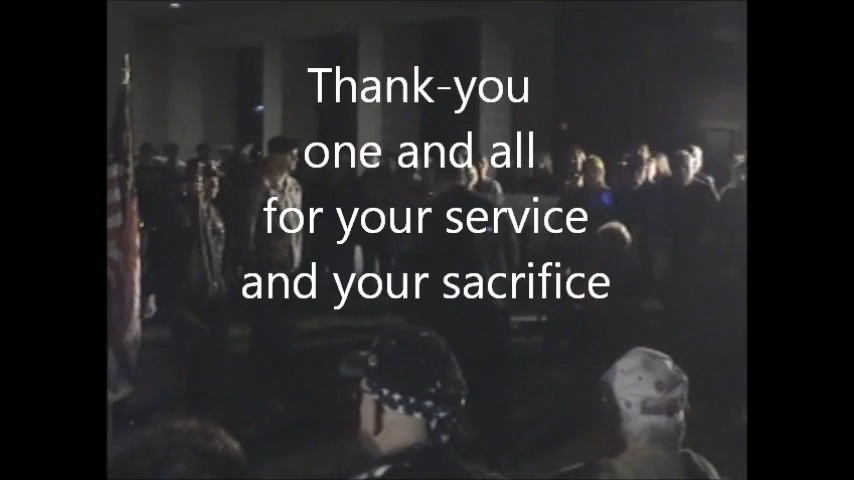 Thank-you
one and all
for your service
and your sacrifice